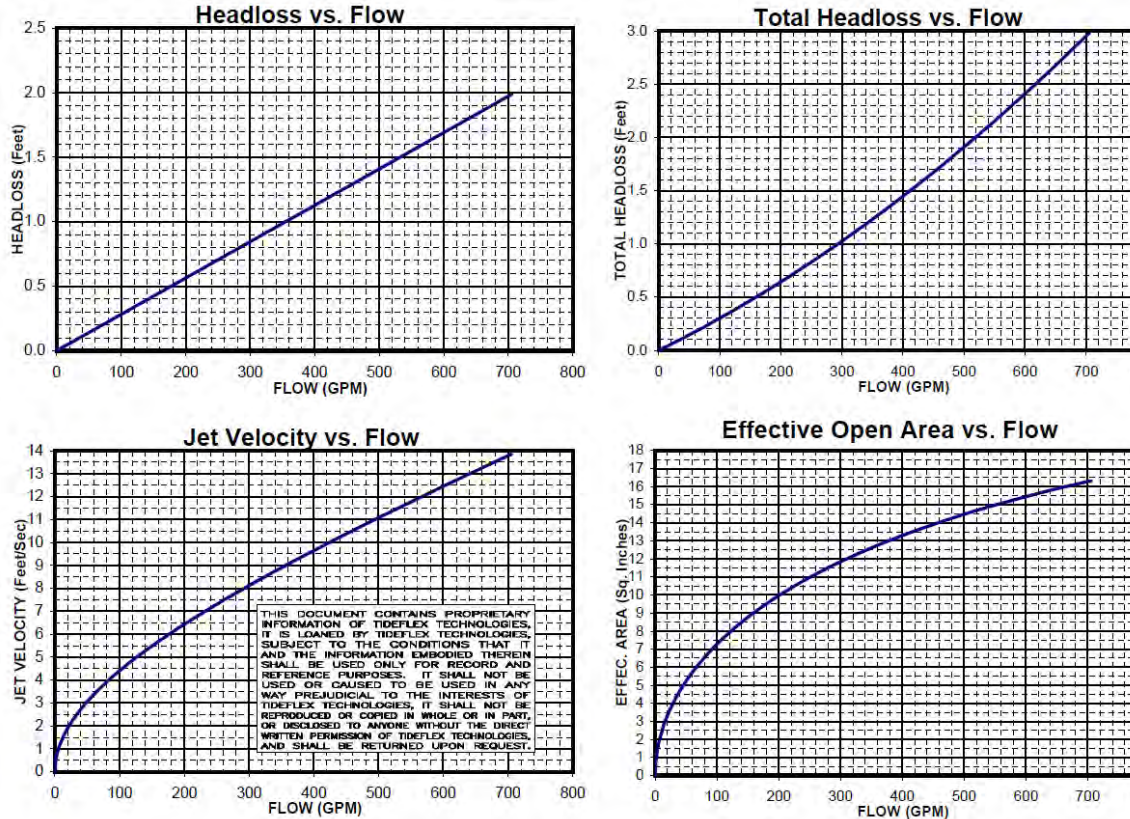 Headloss vs. Flow
2.5
2.0
1.5
1.0
0.5
0.0
HEADLOSS (Feet)
0 100 200 300 400 500 600 700 800
FLOW (GPM)
Total Headloss vs. Flow
3.0
2.5
2.0
1.5
1.0
0.5
0.0
TOTAL HEADLOSS (Feet)
0 100 200 300 400 500 600 700
FLOW (GPM)
Jet Velocity vs. Flow
14
13
12
11
10
9
8
7
6
5
4
3
2
1
0
JET VELOCITY (Feet/Sec)
0 100 200 300 400 500 600 700 800
FLOW (GPM)
THIS DOCUMENT CONTAINS PROPRIETARY
INFORMATION OF TIDEFLEX TECHNOLOGIES,
IT IS LOANED BY TIDEFLEX TECHNOLOGIES,
SUBJECT TO THE CONDITIONS THAT IT
AND THE INFORMATION EMBODIED THEREIN
SHALL BE USED ONLY FOR RECORD AND
REFERENCE PURPOSES. IT SHALL NOT BE
USED OR CAUSED TO BE USED IN ANY
WAY PREJUDICIAL TO THE INTERESTS OF
TIDEFLEX TECHNOLOGIES, IT SHALL NOT BE
REPRODUCED OR COPIED IN WHOLE OR IN PART,
OR DISCLOSED TO ANYONE WITHOUT THE DIRECT
WRITTEN PERMISSION OF TIDEFLEX TECHNOLOGIES,
AND SHALL BE RETURNED UPON REQUEST.
Effective Open Area vs. Flow
18
17
16
15
14
13
12
11
10
9
8
7
6
5
4
3
2
1
0
EFFEC. AREA (Sq. Inches)
0 100 200 300 400 500 600 700
FLOW (GPM)